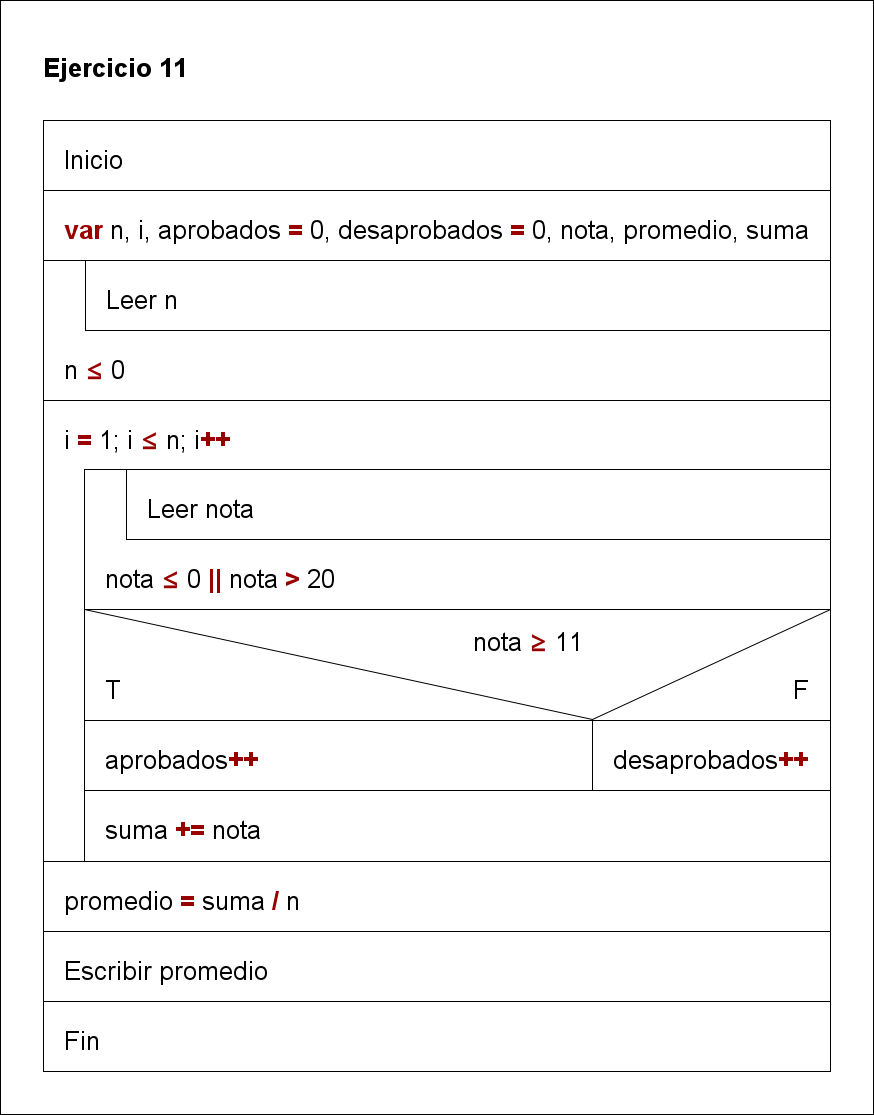 Ejercicio 11
Inicio
var n, i, aprobados = 0, desaprobados = 0, nota, promedio, suma
Leer n
n ≤ 0
i = 1; i ≤ n; i++
Leer nota
nota ≤ 0 || nota > 20
nota ≥ 11
T
F
aprobados++
desaprobados++
suma += nota
promedio = suma / n
Escribir promedio
Fin